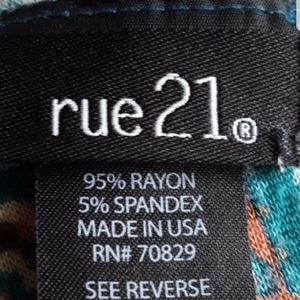 rue21®
95% RAYON
5% SPANDEX
MADE IN USA
RN# 70829
SEE REVERSE